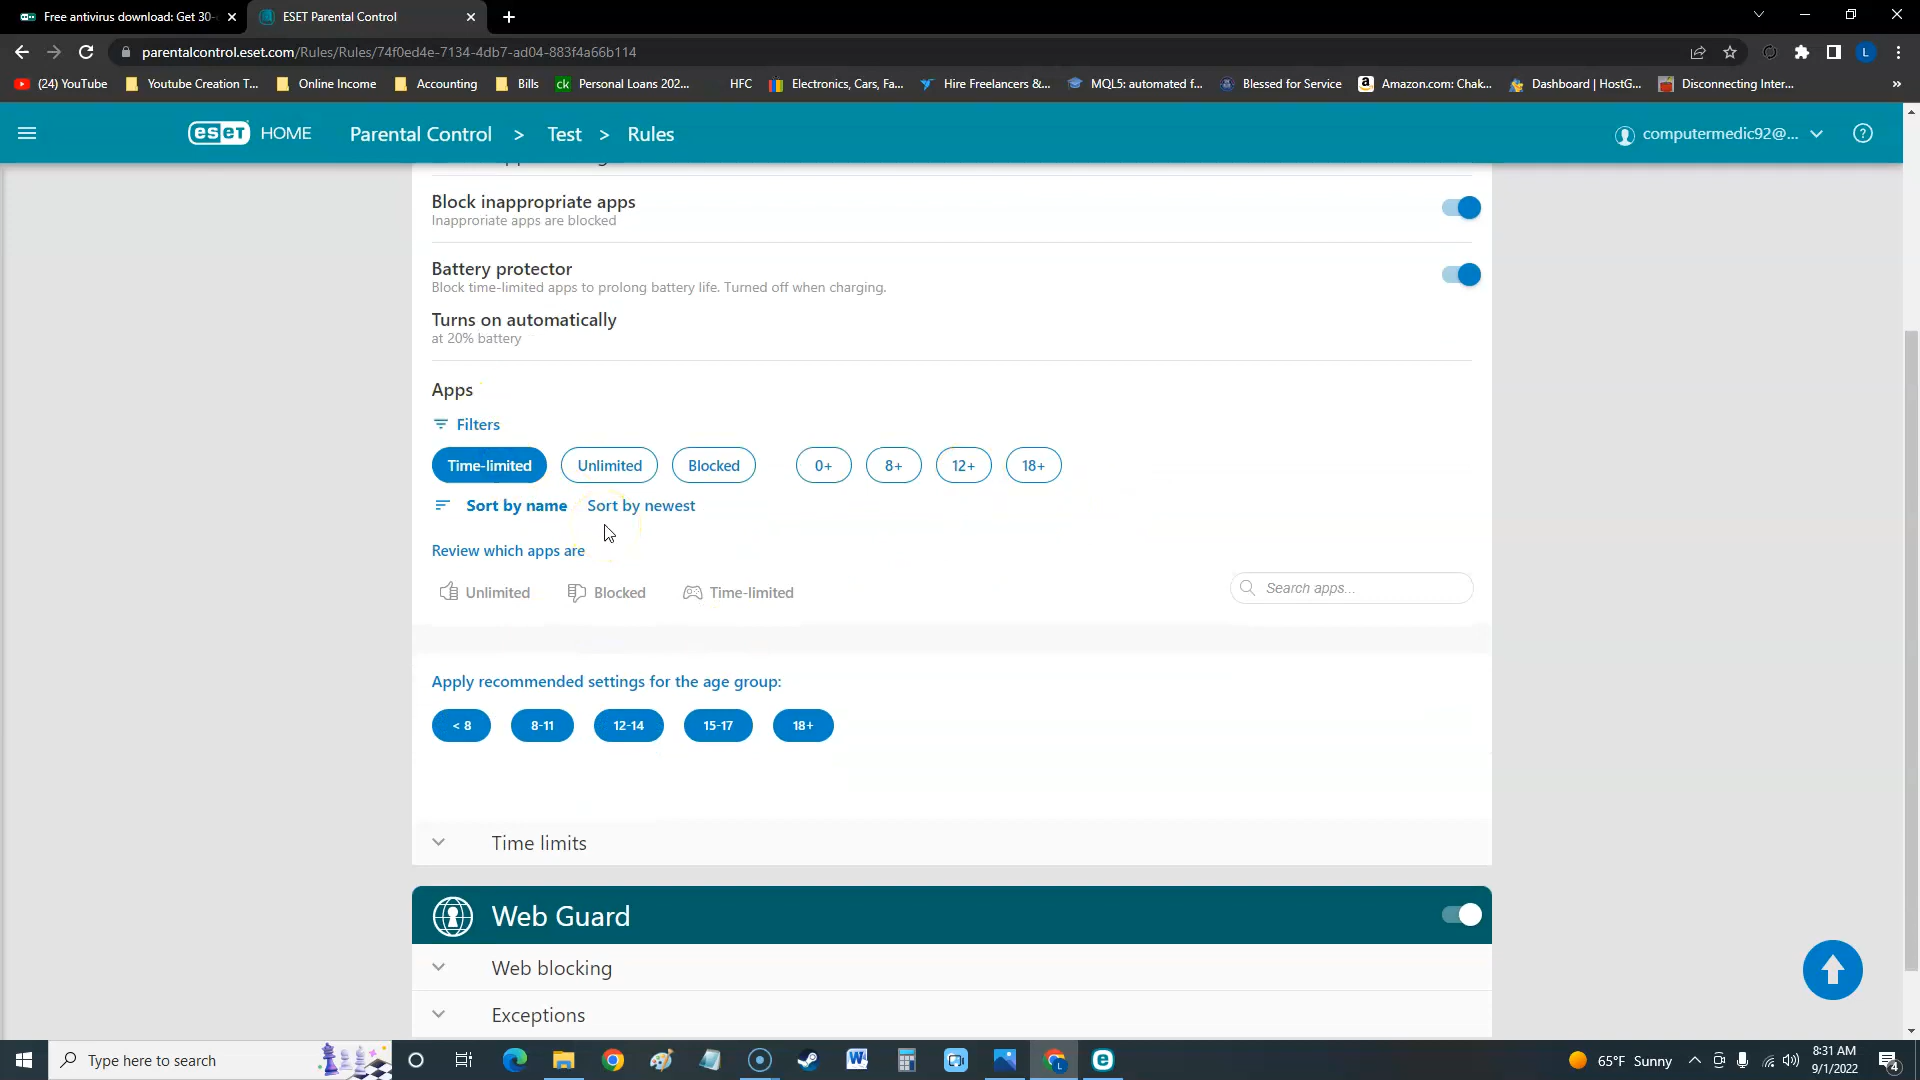 Free antivirus download: Get 30-
ESET Parental Control
parentalcontrol.eset.com/Rules/Rules/74f0ed4e-7134-4db7-ad04-883f4a66b114
L
(24) YouTube
Youtube Creation T...
Online Income
Accounting
Bills
ck Personal Loans 202...
HFC
Electronics, Cars, Fa...
Hire Freelancers &...
MQL5: automated f...
Blessed for Service
Amazon.com: Chak...
Dashboard | HostG...
Disconnecting Inter...
»
eset HOME
Parental Control > Test > Rules
computermedic92@...
?
Block inappropriate apps
Inapproriate apps are blocked
Battery protector
Block time-limited apps to prolong battery life. Turned off when charging.
Turns on automatically
at 20% battery
Apps
Filters
Time-limited
Unlimited
Blocked
0+
8+
12+
18+
Sort by name
Sort by newest
Review which apps are
Unlimited
Blocked
Time-limited
Search apps...
Apply recommended settings for the age group:
< 8
8-11
12-14
15-17
18+
Time limits
Web Guard
Web blocking
Exceptions
Type here to search
65°F Sunny
8:31 AM
9/1/2022
4